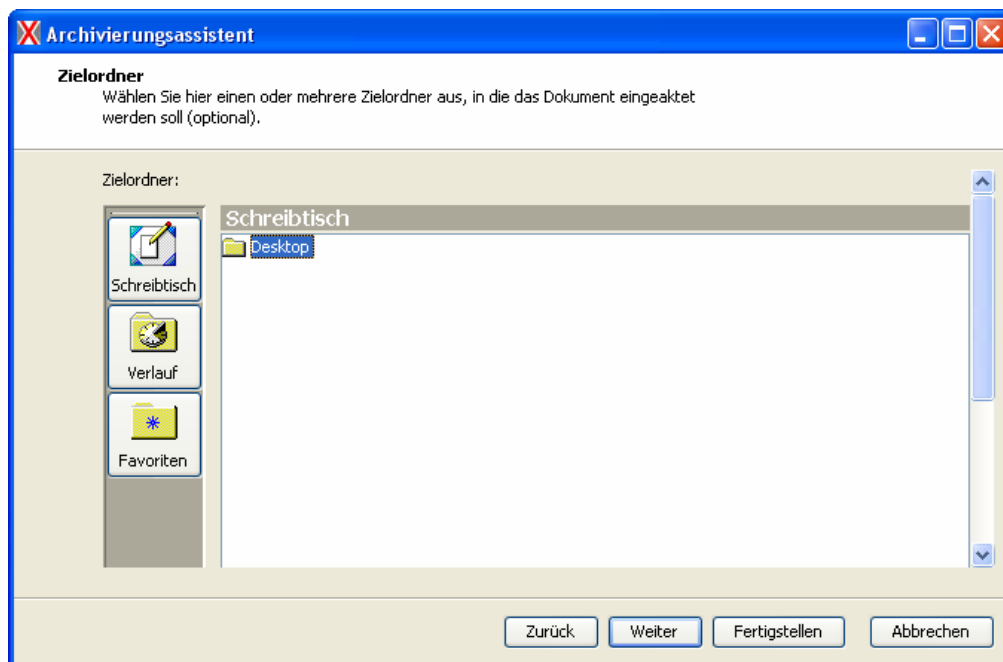 Archivierungsassistent
Zielordner
Wählen Sie hier einen oder mehrere Zielordner aus, in die das Dokument eingeaktet
werden soll (optional).
Zielordner:
Schreibtisch
Desktop
Schreibtisch
Verlauf
Favoriten
Zurück Weiter Fertigstellen Abbrechen